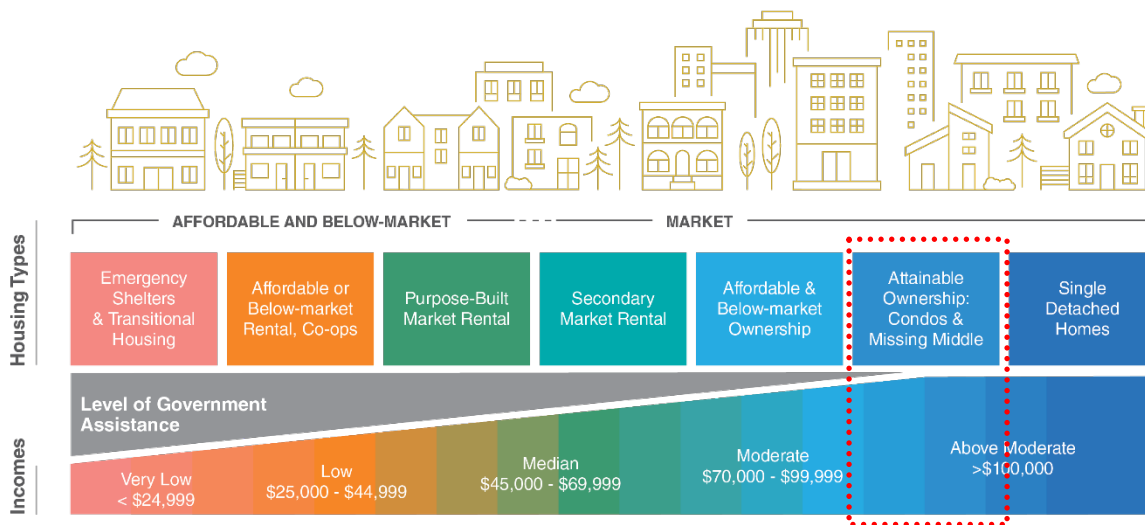 AFFORDABLE AND BELOW-MARKET
MARKET
Housing Types
Emergency
Shelters
& Transitional
Housing
Affordable or
Below-market
Rental, Co-ops
Purpose-Built
Market Rental
Secondary
Market Rental
Affordable &
Below-market
Ownership
Attainable
Ownership:
Condos &
Missing Middle
Single
Detached
Homes
Level of Government
Assistance
Incomes
Very Low
< $24,999
Low
$25,000 - $44,999
Median
$45,000 - $69,999
Moderate
$70,000 - $99,999
Above Moderate
>$100,000